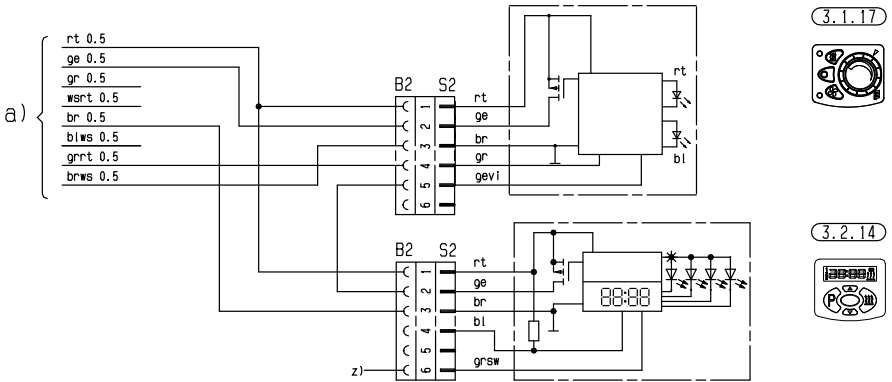 a)
rt 0.5
ge 0.5
gr 0.5
wsrt 0.5
br 0.5
blws 0.5
grrt 0.5
brws 0.5
B2 S2
1
2
3
4
5
6
rt
ge
br
gr
gevi
rt
bl
3.1.17
B2 S2
1
2
3
4
5
6
z)
rt
ge
br
bl
grsw
88:88
3.2.14
88:88
P